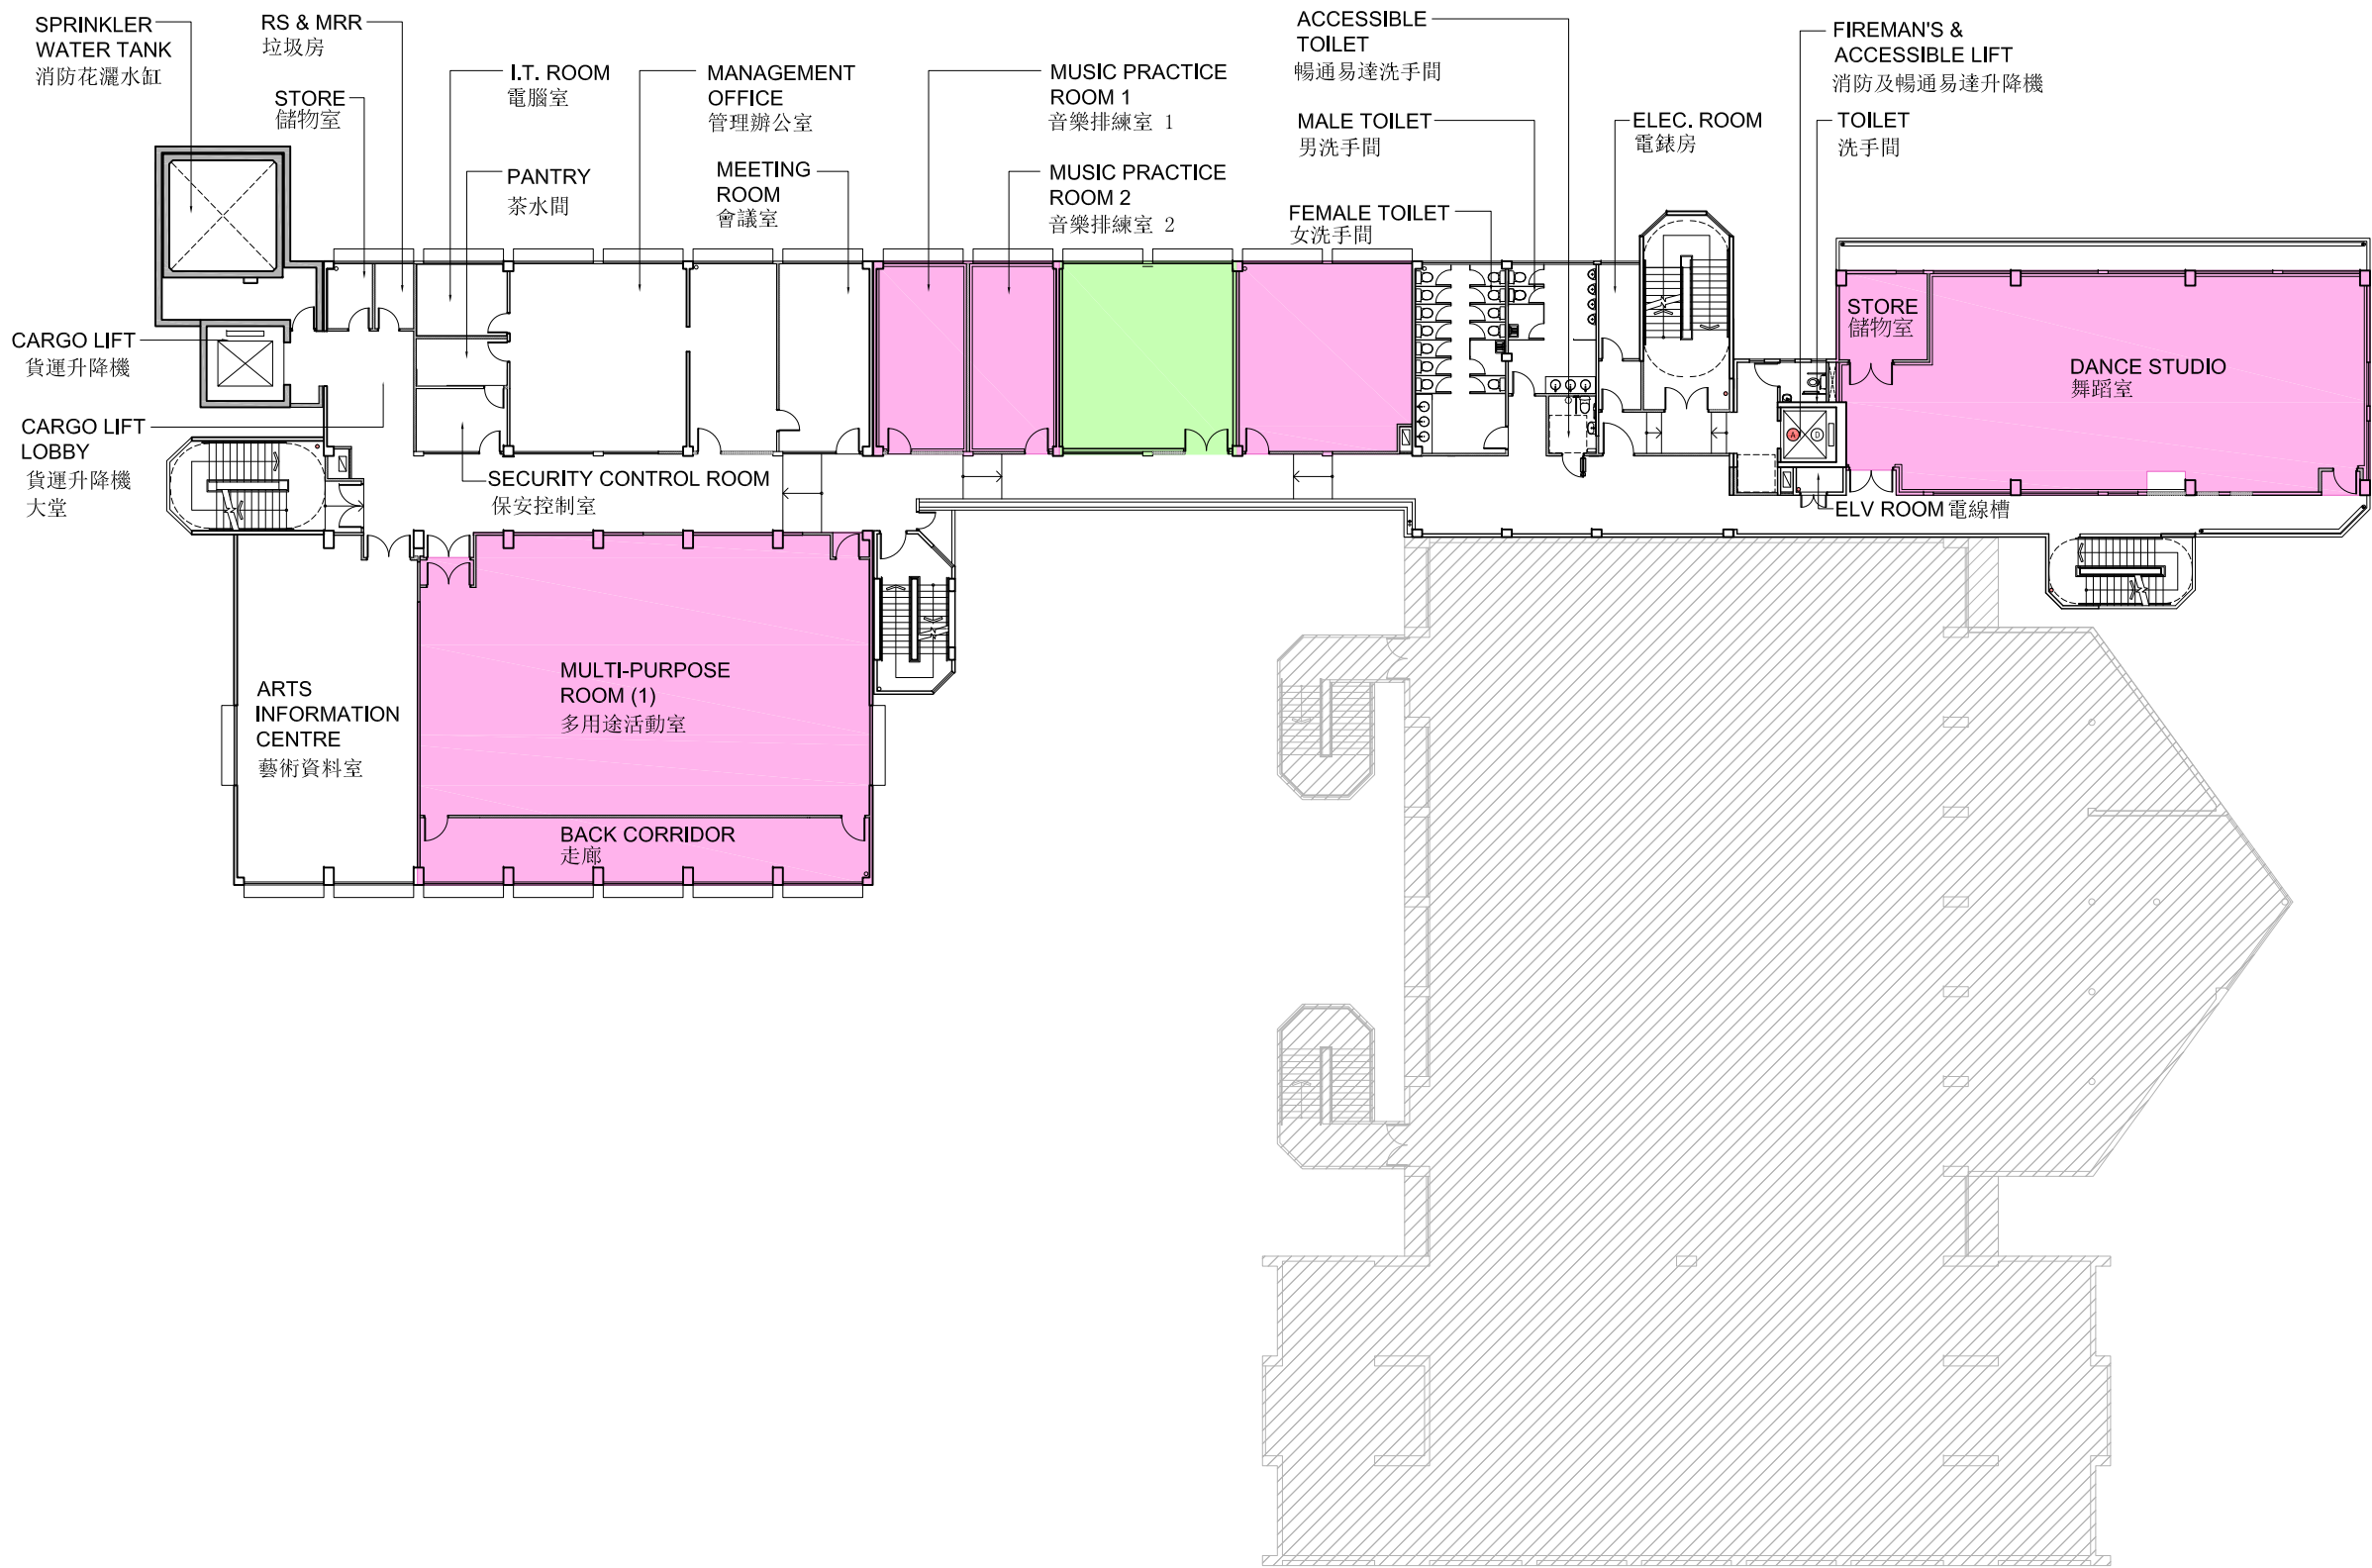 SPRINKLER
WATER TANK
消防花灑水缸
RS & MRR
垃圾房
STORE
儲物室
I.T. ROOM
電腦室
PANTRY
茶水間
MANAGEMENT
OFFICE
管理辦公室
MEETING
ROOM
會議室
MUSIC PRACTICE
ROOM 1
音樂排練室 1
MUSIC PRACTICE
ROOM 2
音樂排練室 2
ACCESSIBLE
TOILET
暢通易達洗手間
MALE TOILET
男洗手間
FEMALE TOILET
女洗手間
ELEC. ROOM
電錶房
FIREMAN'S &
ACCESSIBLE LIFT
消防及暢通易達升降機
TOILET
洗手間
CARGO LIFT
貨運升降機
CARGO LIFT
LOBBY
貨運升降機
大堂
SECURITY CONTROL ROOM
保安控制室
STORE
儲物室
DANCE STUDIO
舞蹈室
A
D
ELV ROOM 電線槽
ARTS
INFORMATION
CENTRE
藝術資料室
MULTI-PURPOSE
ROOM (1)
多用途活動室
BACK CORRIDOR
走廊